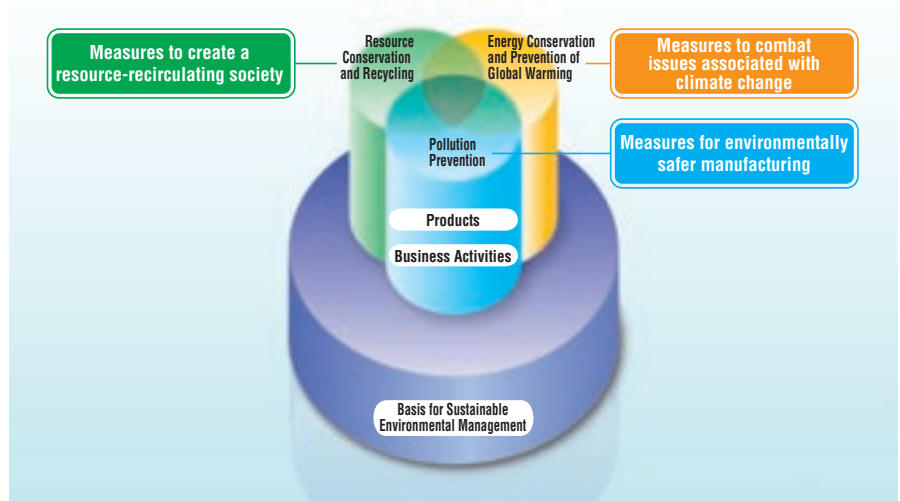 Measures to create a
resource-recirculating society
Resource
Conservation
and Recycling
Energy Conservation
and Prevention of
Global Warming
Measures to combat
issues associated with
climate change
Pollution
Prevention
Measures for environmentally
safer manufacturing
Products
Business Activities
Basis for Sustainable
Environmental Management